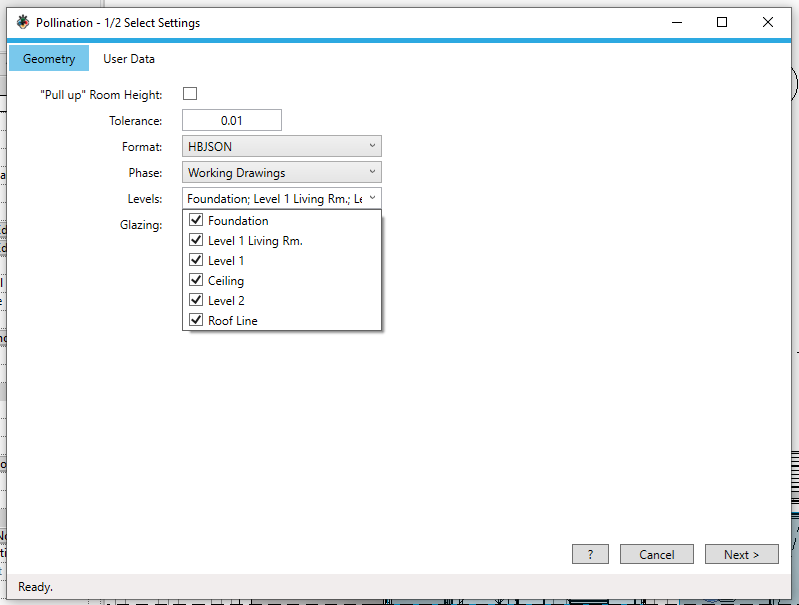 Pollination - 1/2 Select Settings
Geometry User Data
"Pull up" Room Height:
Tolerance: 0.01
Format: HBJSON
Phase: Working Drawings
Levels: Foundation; Level 1 Living Rm.; Le
Glazing:
Foundation
Level 1 Living Rm.
Level 1
Ceiling
Level 2
Roof Line
? Cancel Next >
Ready.